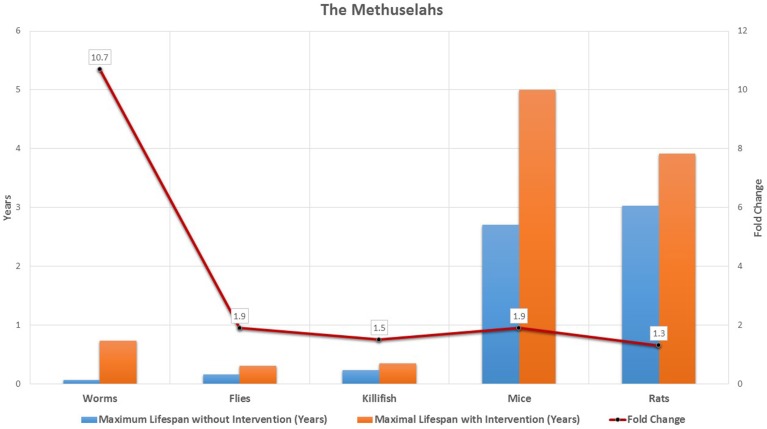 The Methuselahs
6
5
4
3
2
1
0
Years
12
10
8
6
4
2
0
Fold Change
10.7
1.9
1.5
1.9
1.3
Worms
Flies
Killifish
Mice
Rats
Maximum Lifespan without Intervention (Years)
Maximal Lifespan with Intervention (Years)
Fold Change